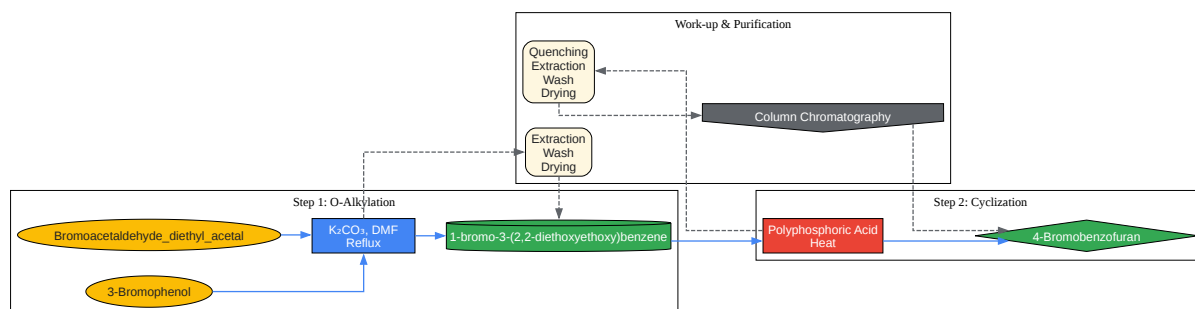 Work-up & Purification
Quenching
Extraction
Wash
Drying
Column Chromatography
Extraction
Wash
Drying
Step 1: O-Alkylation
Bromoacetaldehyde_diethyl_acetal
K₂CO₃, DMF
Reflux
1-bromo-3-(2,2-diethoxyethoxy)benzene
3-Bromophenol
Step 2: Cyclization
Polyphosphoric Acid
Heat
4-Bromobenzofuran